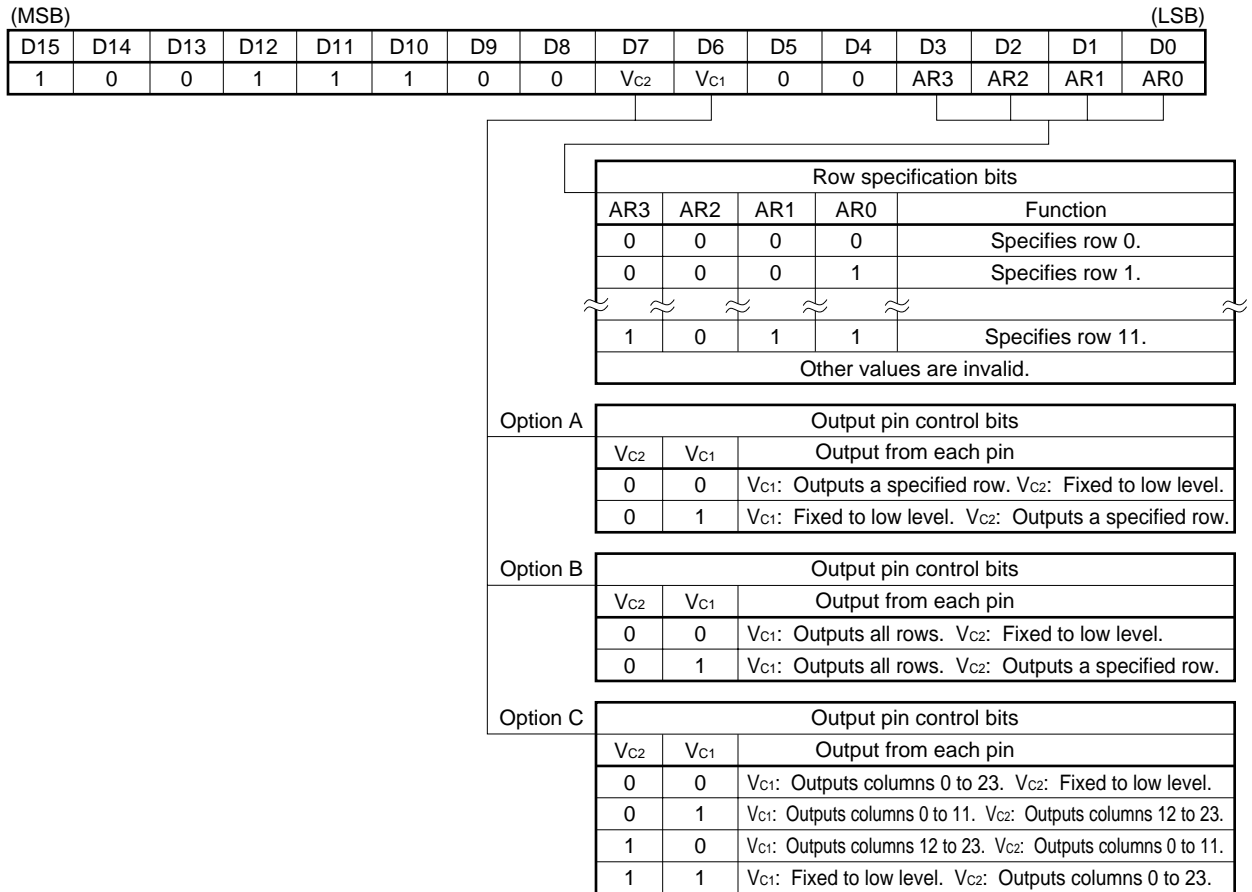 (MSB) (LSB)
D15 D14 D13 D12 D11 D10 D9 D8 D7 D6 D5 D4 D3 D2 D1 D0
1 0 0 1 1 1 0 0 VC2 VC1 0 0 AR3 AR2 AR1 AR0
Row specification bits
AR3 AR2 AR1 AR0 Function
0 0 0 0 Specifies row 0.
0 0 0 1 Specifies row 1.
1 0 1 1 Specifies row 11.
Other values are invalid.
Option A Output pin control bits
VC2 VC1 Output from each pin
0 0 VC1: Outputs a specified row. VC2: Fixed to low level.
0 1 VC1: Fixed to low level. VC2: Outputs a specified row.
Option B Output pin control bits
VC2 VC1 Output from each pin
0 0 VC1: Outputs all rows. VC2: Fixed to low level.
0 1 VC1: Outputs all rows. VC2: Outputs a specified row.
Option C Output pin control bits
VC2 VC1 Output from each pin
0 0 VC1: Outputs columns 0 to 23. VC2: Fixed to low level.
0 1 VC1: Outputs columns 0 to 11. VC2: Outputs columns 12 to 23.
1 0 VC1: Outputs columns 12 to 23. VC2: Outputs columns 0 to 11.
1 1 VC1: Fixed to low level. VC2: Outputs columns 0 to 23.